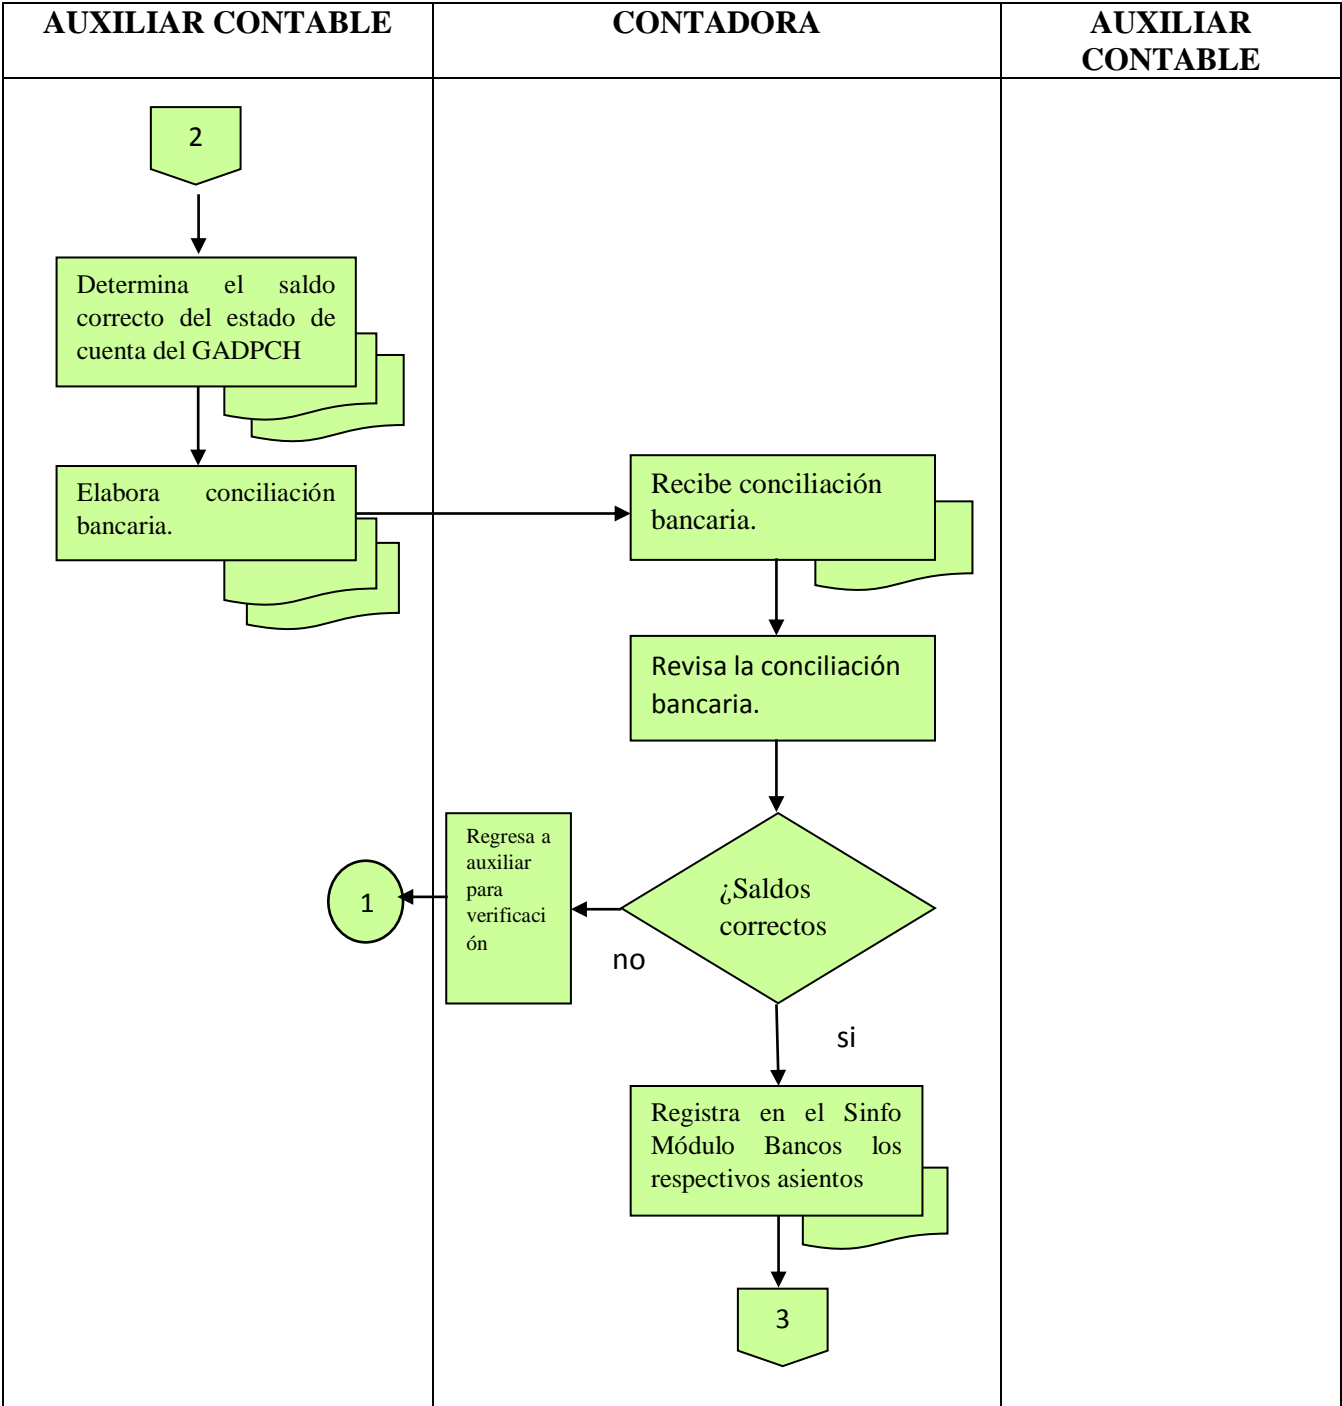 AUXILIAR CONTABLE
CONTADORA
AUXILIAR
CONTABLE
2
Determina el saldo
correcto del estado de
cuenta del GADPCH
Elabora conciliación
bancaria.
Recibe conciliación
bancaria.
Revisa la conciliación
bancaria.
¿Saldos
correctos
no
Regresa a
auxiliar
para
verificaci
ón
1
si
Registra en el Sinfo
Módulo Bancos los
respectivos asientos
3